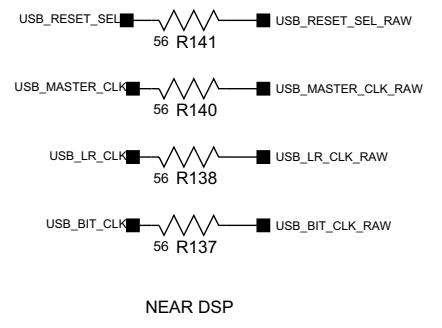 USB_RESET_SEL USB_RESET_SEL_RAW
56 R141
USB_MASTER_CLK USB_MASTER_CLK_RAW
56 R140
USB_LR_CLK USB_LR_CLK_RAW
56 R138
USB_BIT_CLK USB_BIT_CLK_RAW
56 R137
NEAR DSP